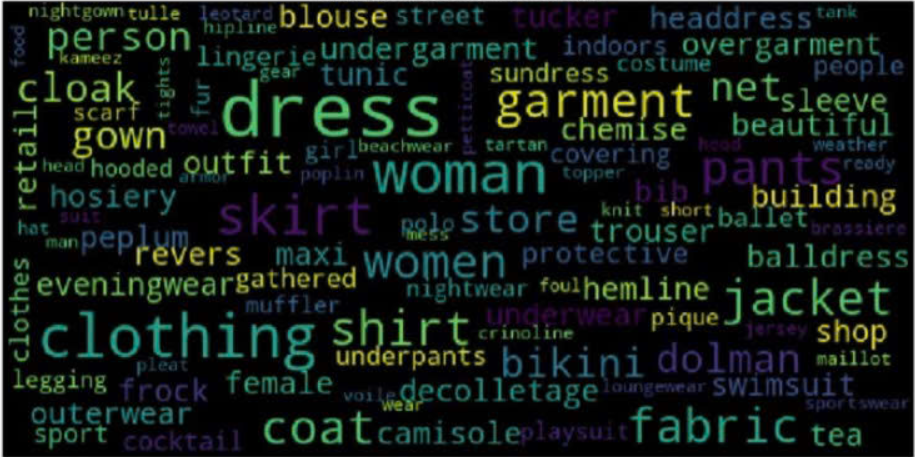 nightgown tulle leotard blouse street tucker headdress tank
food person hipline lingerie undergarment indoors overgarment
kameez gear tunic costume people
cloak tights fur dress petticoat sundress garment net sleeve
scarf gown towel chemise beautiful
retail head hooded outfit girl beachwear tartan covering hood weather
armor poplin woman topper pants ready
hosiery bib building
suit skirt polo store knit short ballet brassiere
hat man peplum mess trouser
revers maxi women protective balldress
clothes eveningwear gathered nightwear foul hemline jacket
muffler underwear pique
clothing shirt crinoline jersey shop
pleat underpants bikini dolman maillot
legging frock female voile decolletage loungewear swimsuit
outerwear wear sportswear
sport cocktail coat camisole playsuit fabric tea